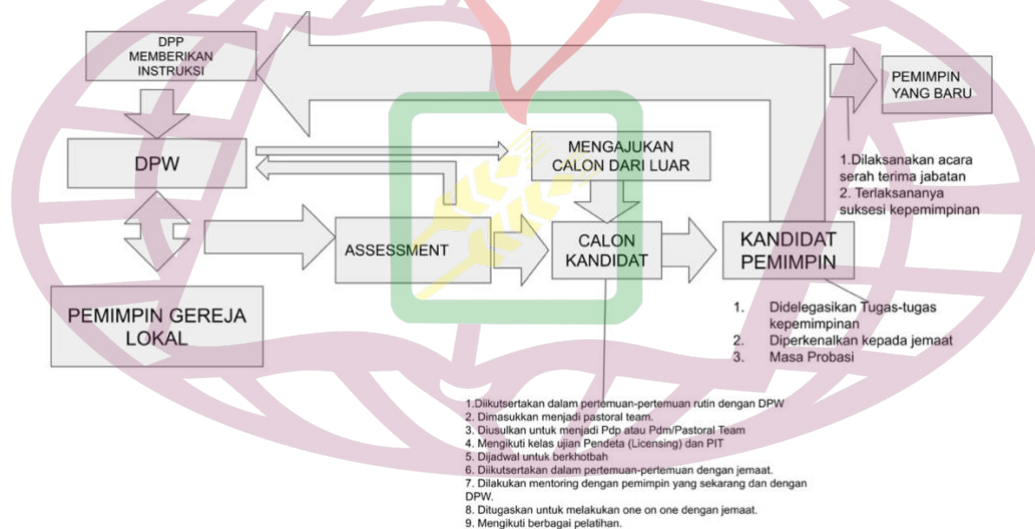 DPP
MEMBERIKAN
INSTRUKSI
PEMIMPIN
YANG BARU
DPW
MENGAJUKAN
CALON DARI LUAR
1.Dilaksanakan acara
serah terima jabatan
2. Terlaksananya
suksesi kepemimpinan
ASSESSMENT
CALON
KANDIDAT
KANDIDAT
PEMIMPIN
PEMIMPIN GEREJA
LOKAL
1. Didelegasikan Tugas-tugas
kepemimpinan
2. Diperkenalkan kepada jemaat
3. Masa Probasi
1.Diikutsertakan dalam pertemuan-pertemuan rutin dengan DPW
2. Dimasukkan menjadi pastoral team.
3. Diusulkan untuk menjadi Pdp atau Pdm/Pastoral Team
4. Mengikuti kelas ujian Pendeta (Licensing) dan PIT
5. Dijadwal untuk berkhotbah
6. Diikutsertakan dalam pertemuan-pertemuan dengan jemaat.
7. Dilakukan mentoring dengan pemimpin yang sekarang dan dengan
DPW.
8. Ditugaskan untuk melakukan one on one dengan jemaat.
9. Mengikuti berbagai pelatihan.